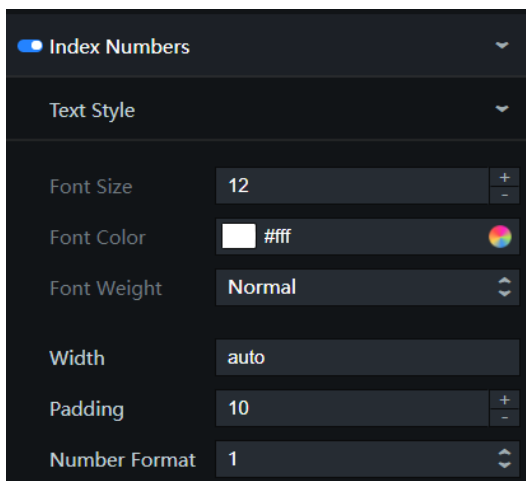 Index Numbers
Text Style
Font Size 12 + -
Font Color #fff
Font Weight Normal
Width auto
Padding 10 + -
Number Format 1